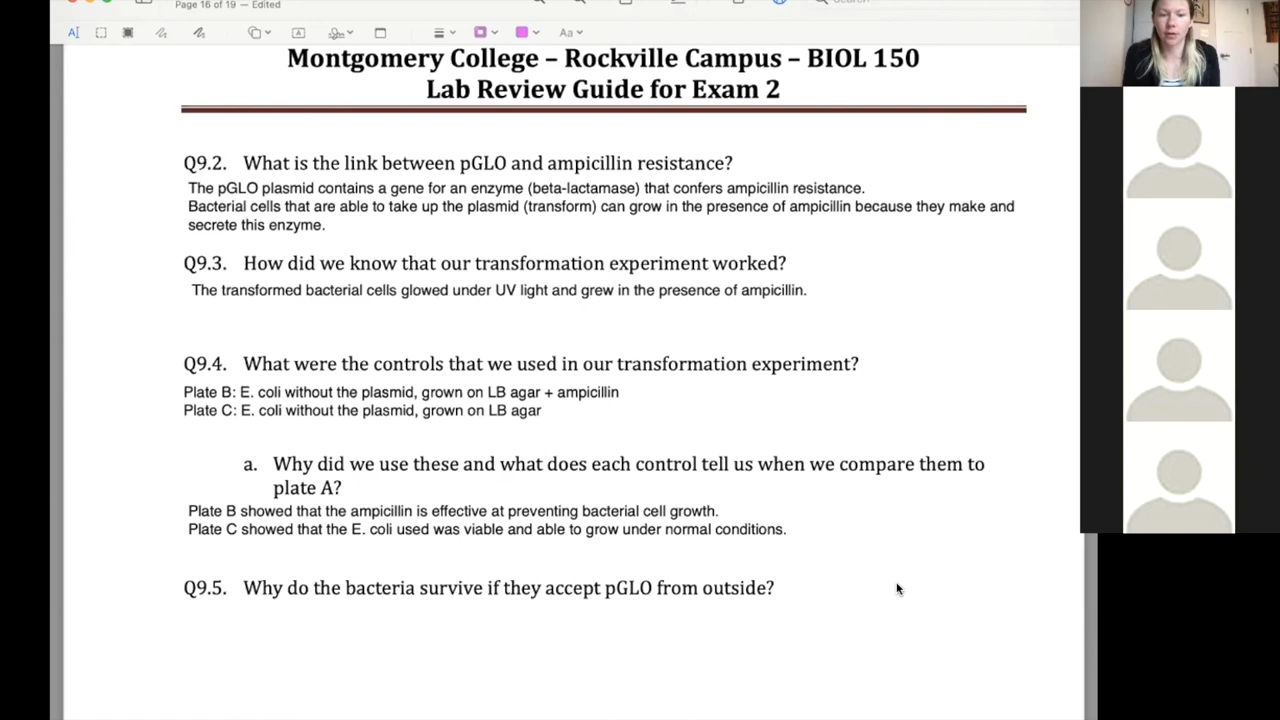 Page 16 of 19 — Edited
Search
A
Aa
Montgomery College – Rockville Campus – BIOL 150
Lab Review Guide for Exam 2
Q9.2. What is the link between pGLO and ampicillin resistance?
The pGLO plasmid contains a gene for an enzyme (beta-lactamase) that confers ampicillin resistance.
Bacterial cells that are able to take up the plasmid (transform) can grow in the presence of ampicillin because they make and
secrete this enzyme.
Q9.3. How did we know that our transformation experiment worked?
The transformed bacterial cells glowed under UV light and grew in the presence of ampicillin.
Q9.4. What were the controls that we used in our transformation experiment?
Plate B: E. coli without the plasmid, grown on LB agar + ampicillin
Plate C: E. coli without the plasmid, grown on LB agar
a. Why did we use these and what does each control tell us when we compare them to
plate A?
Plate B showed that the ampicillin is effective at preventing bacterial cell growth.
Plate C showed that the E. coli used was viable and able to grow under normal conditions.
Q9.5. Why do the bacteria survive if they accept pGLO from outside?